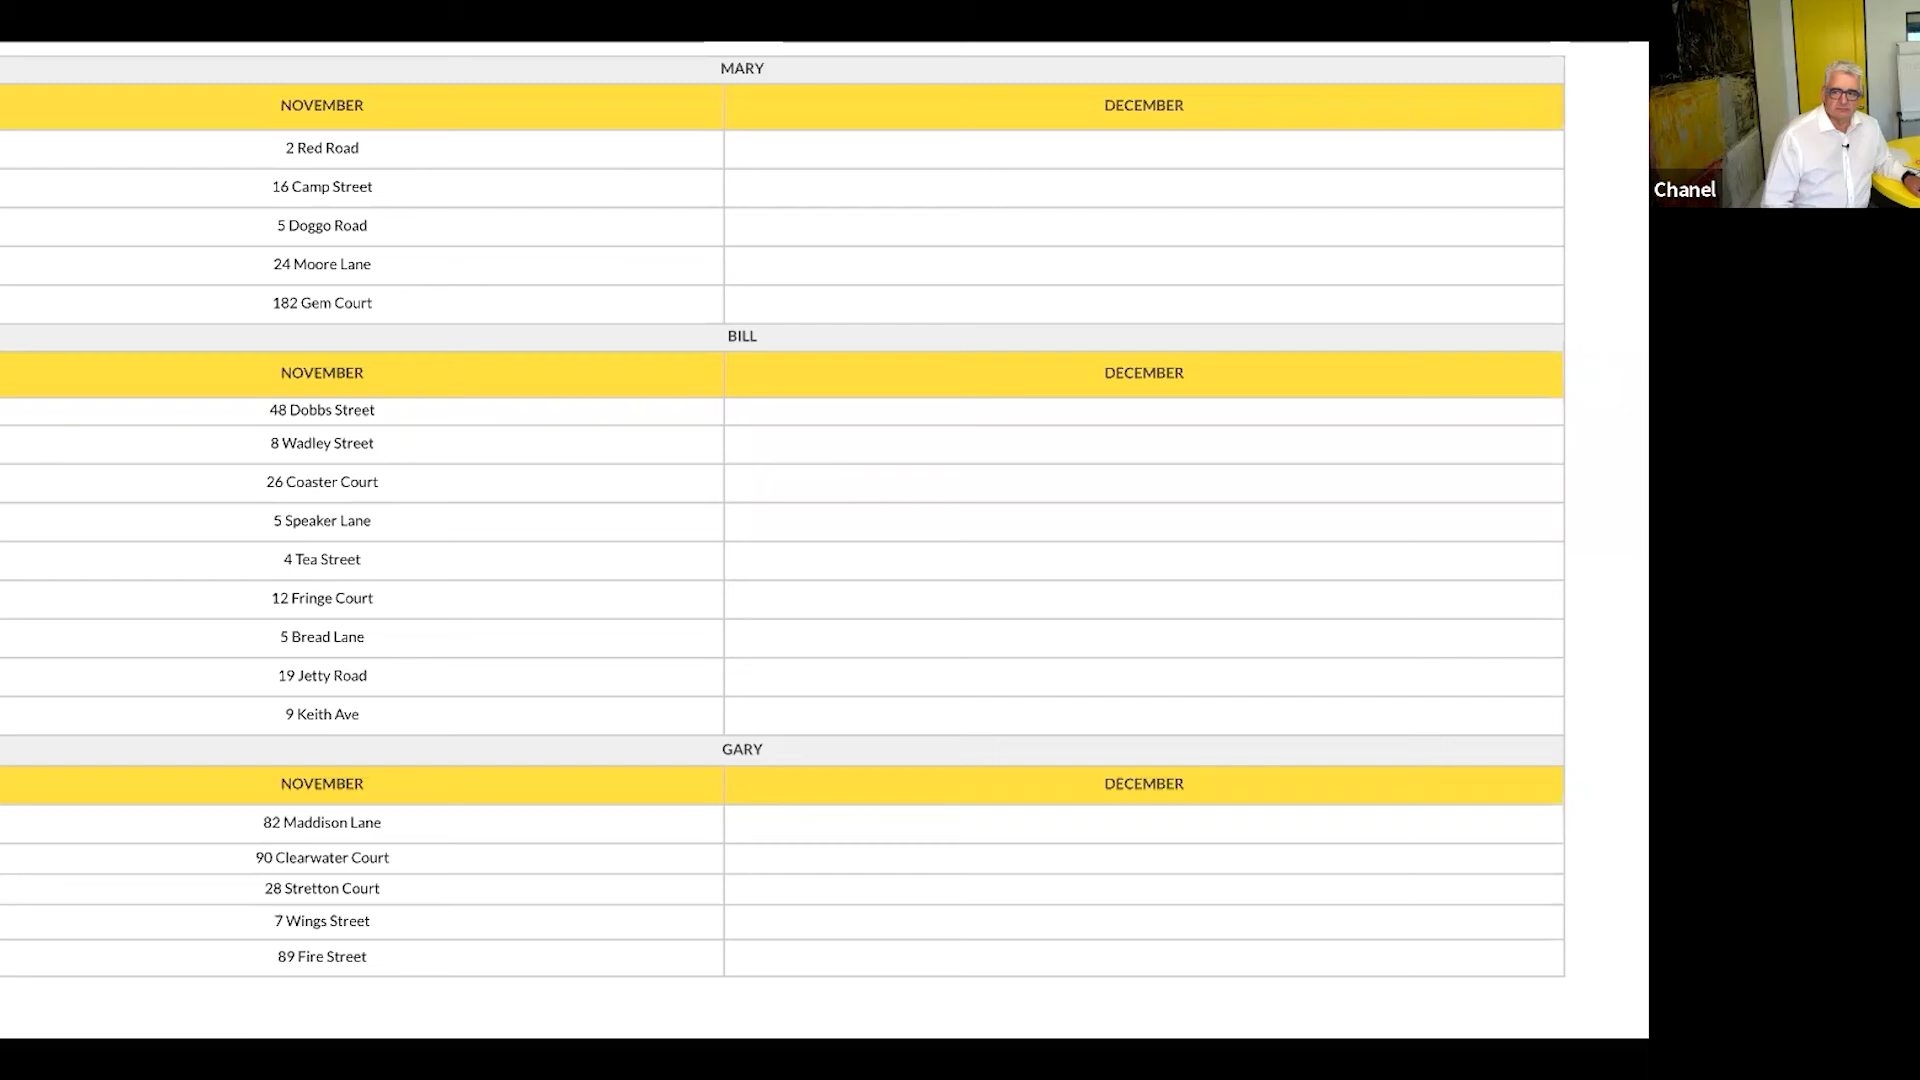 MARY
NOVEMBER DECEMBER
2 Red Road
16 Camp Street
5 Doggo Road
24 Moore Lane
182 Gem Court
BILL
NOVEMBER DECEMBER
48 Dobbs Street
8 Wadley Street
26 Coaster Court
5 Speaker Lane
4 Tea Street
12 Fringe Court
5 Bread Lane
19 Jetty Road
9 Keith Ave
GARY
NOVEMBER DECEMBER
82 Maddison Lane
90 Clearwater Court
28 Stretton Court
7 Wings Street
89 Fire Street
Chanel